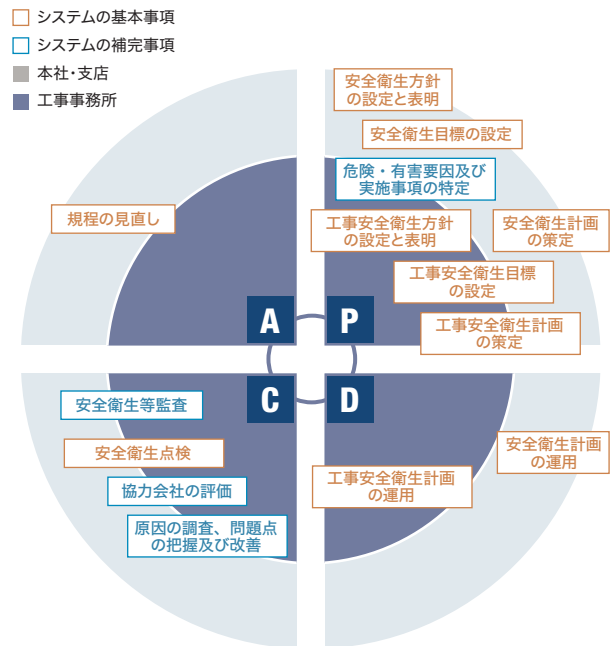 システムの基本事項
システムの補完事項
本社・支店
工事事務所
安全衛生方針
の設定と表明
安全衛生目標の設定
危険・有害要因及び
実施事項の特定
工事安全衛生方針
の設定と表明
安全衛生計画
の策定
工事安全衛生目標
の設定
工事安全衛生計画
の策定
規程の見直し
A
P
C
D
安全衛生等監査
安全衛生点検
協力会社の評価
原因の調査、問題点
の把握及び改善
工事安全衛生計画
の運用
安全衛生計画
の運用